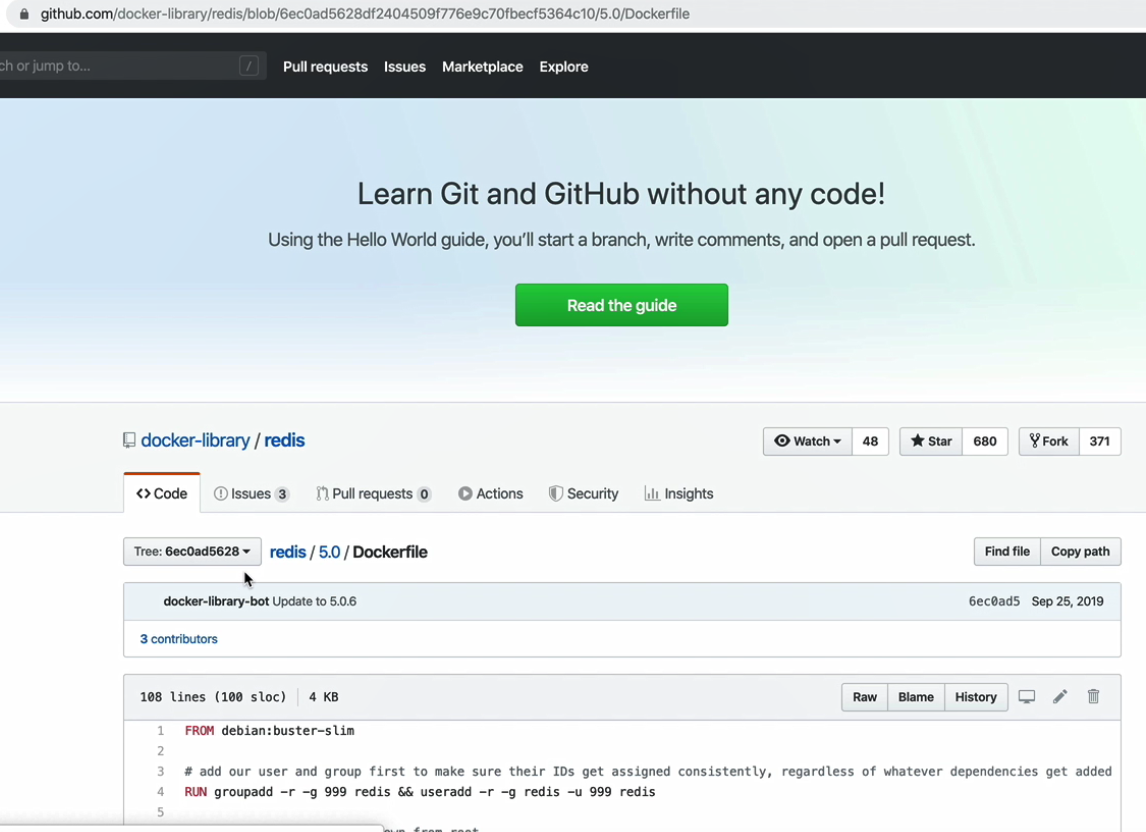 github.com/docker-library/redis/blob/6ec0ad5628df2404509f776e9c70fbecf5364c10/5.0/Dockerfile
ch or jump to... / Pull requests Issues Marketplace Explore
Learn Git and GitHub without any code!
Using the Hello World guide, you'll start a branch, write comments, and open a pull request.
Read the guide
docker-library / redis Watch 48 Star 680 Fork 371
<> Code Issues 3 Pull requests 0 Actions Security Insights
Tree: 6ec0ad5628 redis / 5.0 / Dockerfile Find file Copy path
docker-library-bot Update to 5.0.6 6ec0ad5 Sep 25, 2019
3 contributors
108 lines (100 sloc) 4 KB Raw Blame History
1 FROM debian:buster-slim
2
3 # add our user and group first to make sure their IDs get assigned consistently, regardless of whatever dependencies get added
4 RUN groupadd -r -g 999 redis && useradd -r -g redis -u 999 redis
5
from root